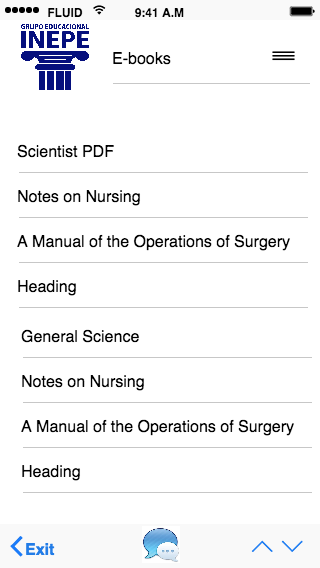 FLUID 9:41 A.M
GRUPO EDUCACIONAL
INEPE
E-books
Scientist PDF
Notes on Nursing
A Manual of the Operations of Surgery
Heading
General Science
Notes on Nursing
A Manual of the Operations of Surgery
Heading
Exit